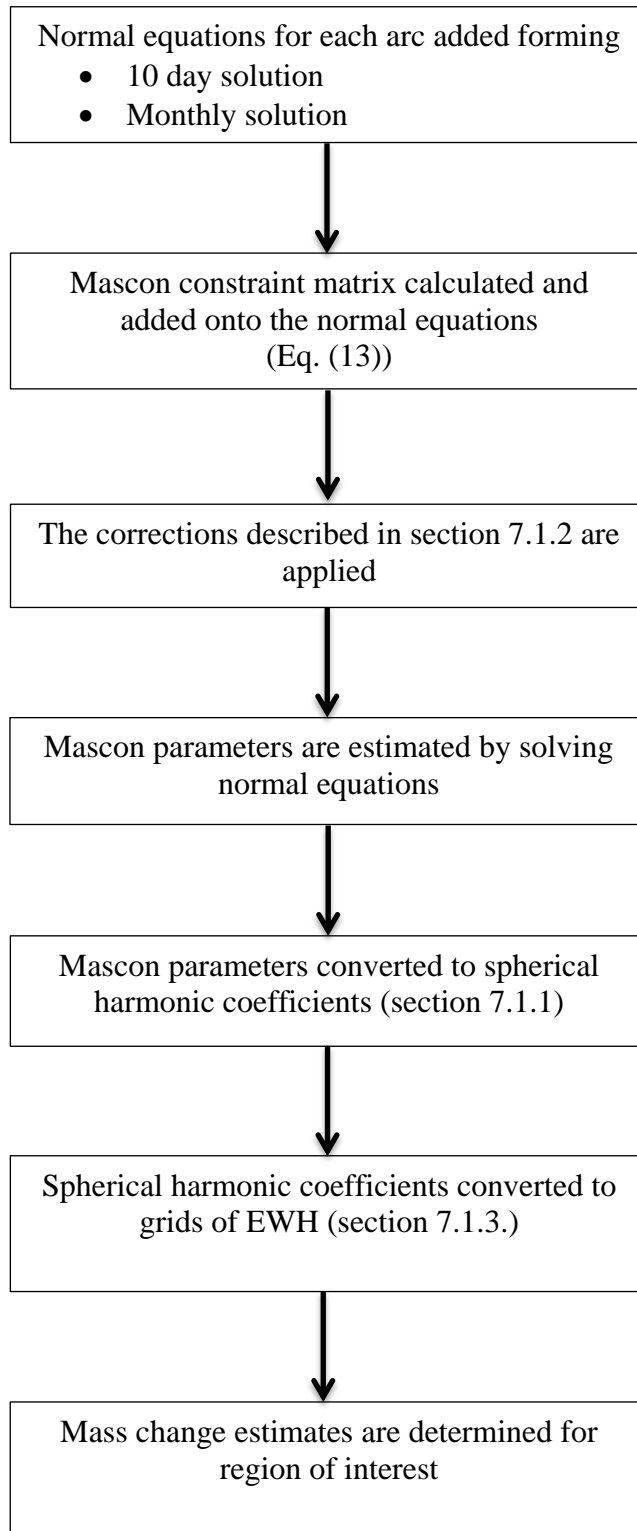 Normal equations for each arc added forming
• 10 day solution
• Monthly solution
Mascon constraint matrix calculated and
added onto the normal equations
(Eq. (13))
The corrections described in section 7.1.2 are
applied
Mascon parameters are estimated by solving
normal equations
Mascon parameters converted to spherical
harmonic coefficients (section 7.1.1)
Spherical harmonic coefficients converted to
grids of EWH (section 7.1.3.)
Mass change estimates are determined for
region of interest